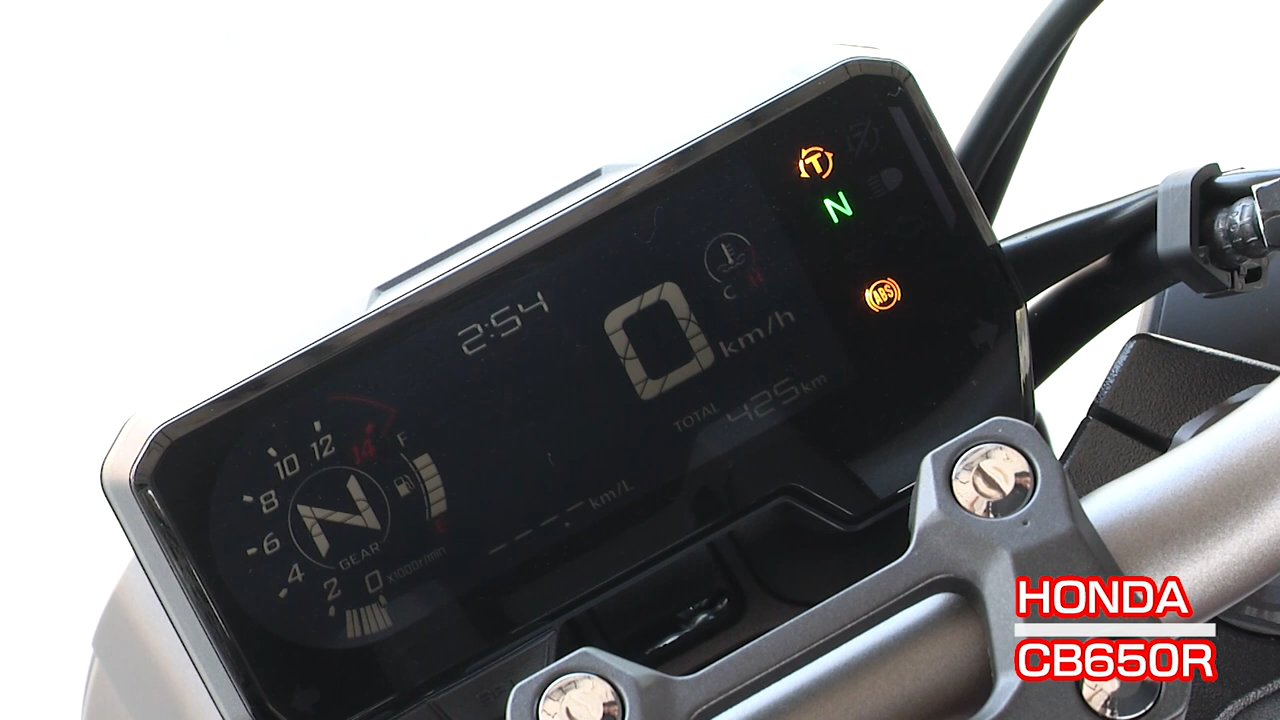 T
N
C H
2:54
0 km/h
ABS
TOTAL 425 km
14
12
10
8
6
4
2
0
F
E
N
GEAR
x1000r/min
---.- km/L
HONDA
CB650R